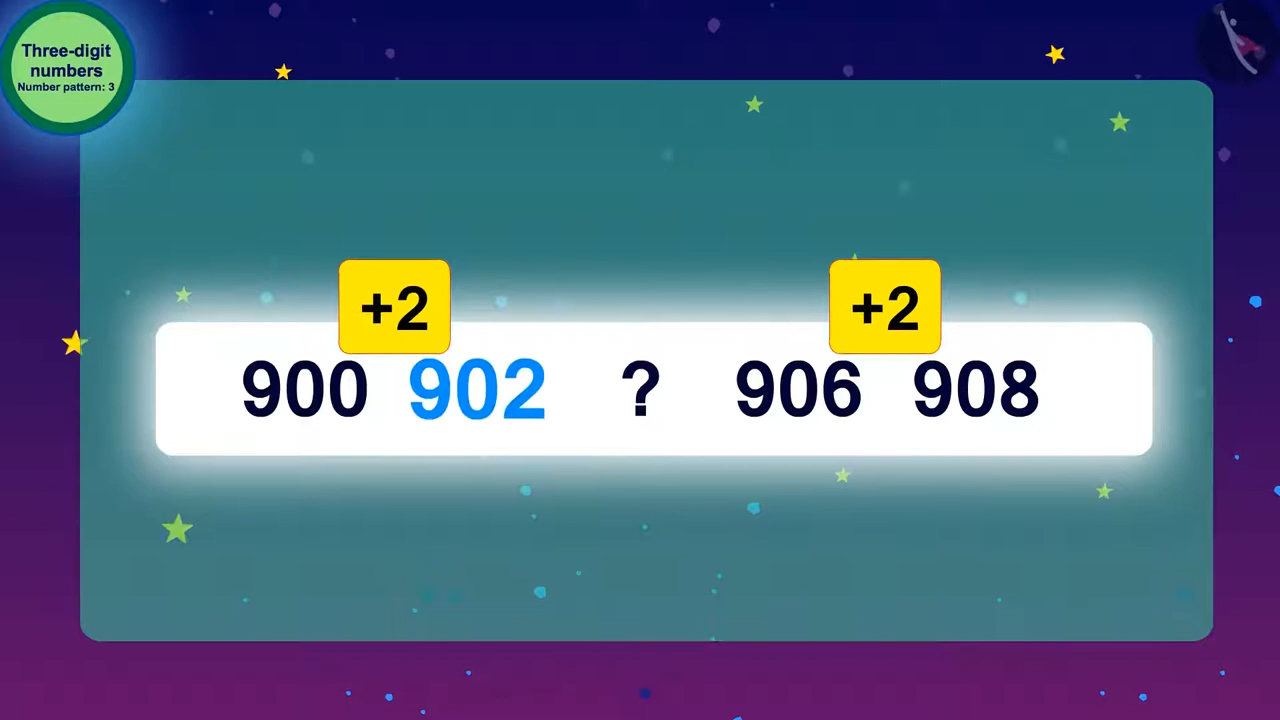 Three-digit
numbers
Number pattern: 3
+2 +2
900 902 ? 906 908